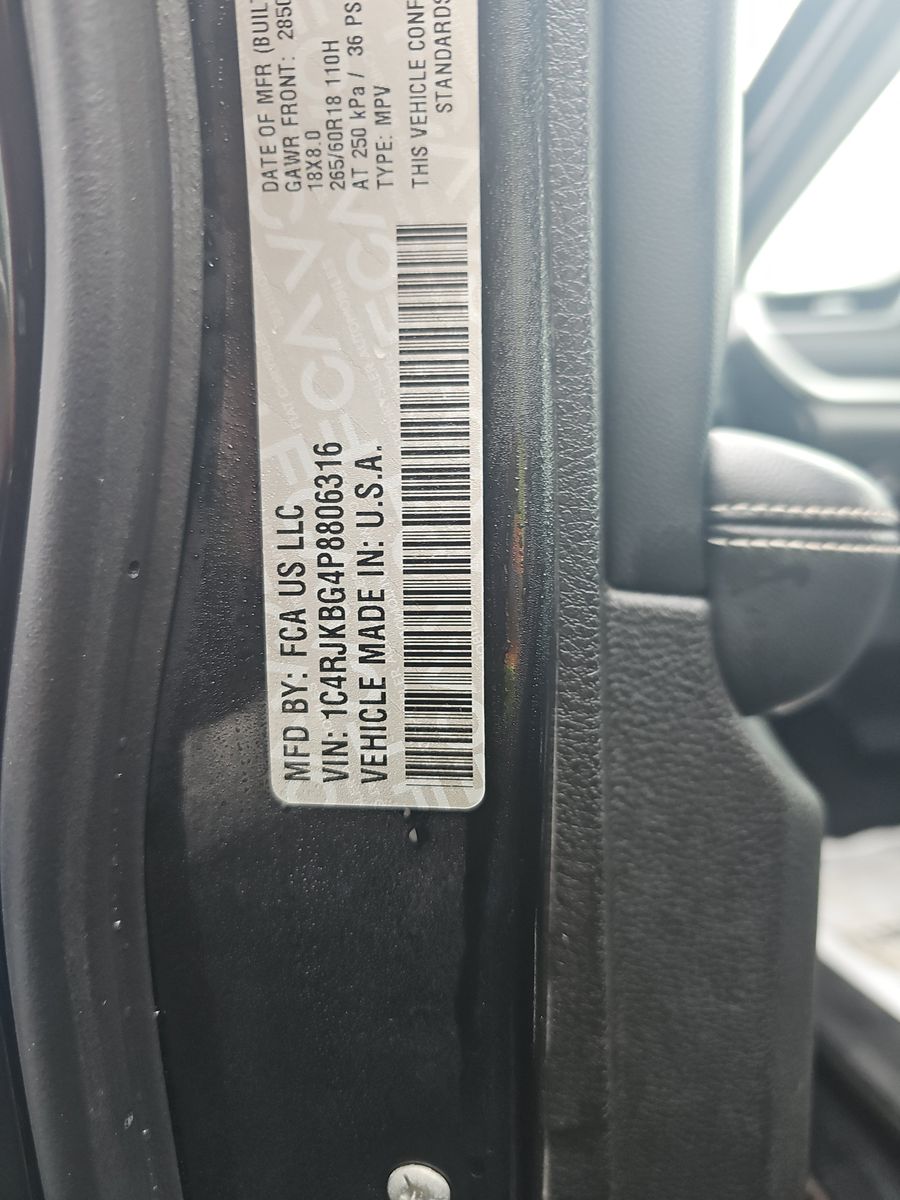 MFD BY: FCA US LLC
VIN: 1C4RJKBG4P8806316
VEHICLE MADE IN: U.S.A.
DATE OF MFR (BUILT
GAWR FRONT: 2850
18X8.0
265/60R18 110H
AT 250 kPa / 36 PS
TYPE: MPV
THIS VEHICLE CONF
STANDARDS